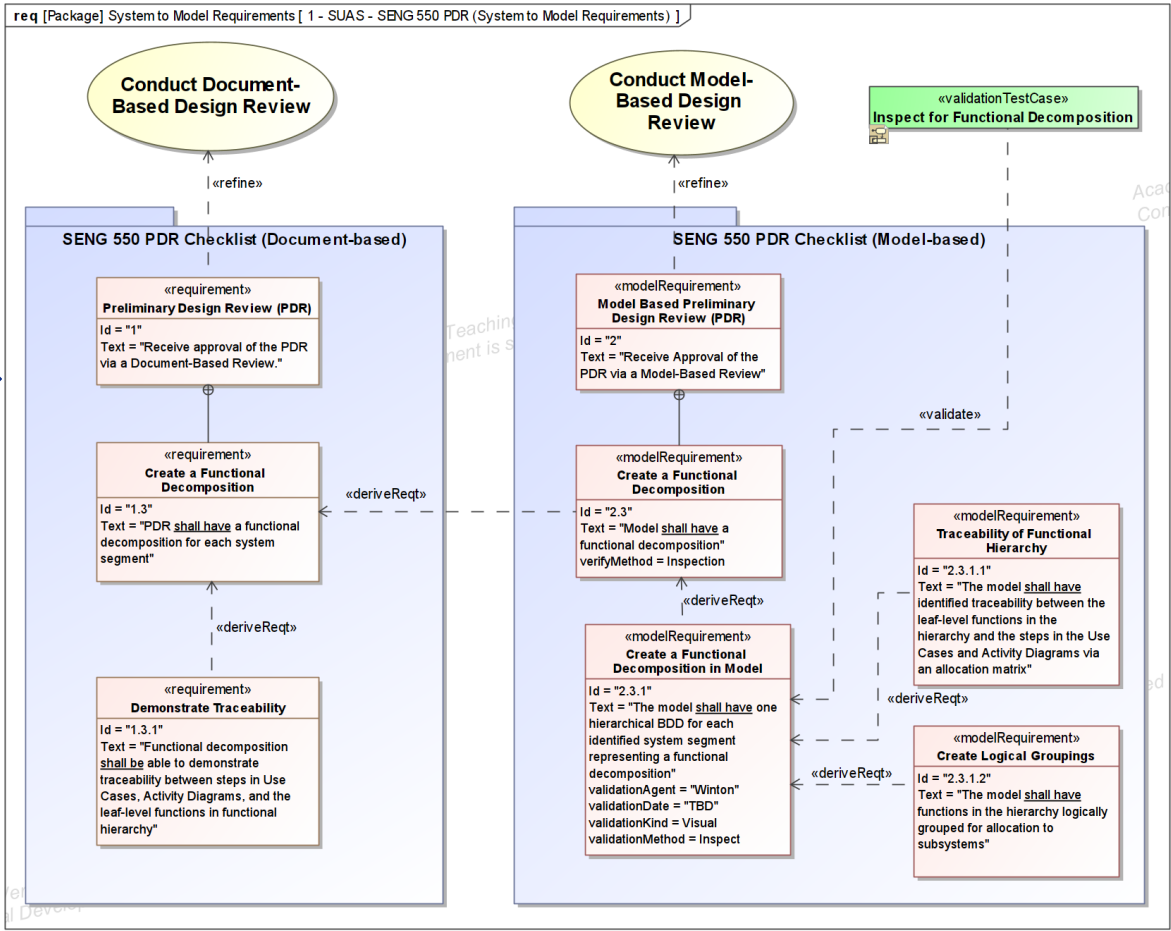 req [Package] System to Model Requirements [ 1 - SUAS - SENG 550 PDR (System to Model Requirements) ]
Conduct Document-
Based Design Review
Conduct Model-
Based Design
Review
«validationTestCase»
Inspect for Functional Decomposition
«refine»
«refine»
SENG 550 PDR Checklist (Document-based)
«requirement»
Preliminary Design Review (PDR)
Id = "1"
Text = "Receive approval of the PDR
via a Document-Based Review."
«requirement»
Create a Functional
Decomposition
Id = "1.3"
Text = "PDR shall have a functional
decomposition for each system
segment"
«deriveReqt»
«requirement»
Demonstrate Traceability
Id = "1.3.1"
Text = "Functional decomposition
shall be able to demonstrate
traceability between steps in Use
Cases, Activity Diagrams, and the
leaf-level functions in functional
hierarchy"
«deriveReqt»
SENG 550 PDR Checklist (Model-based)
«modelRequirement»
Model Based Preliminary
Design Review (PDR)
Id = "2"
Text = "Receive Approval of the
PDR via a Model-Based Review"
«modelRequirement»
Create a Functional
Decomposition
Id = "2.3"
Text = "Model shall have a
functional decomposition"
verifyMethod = Inspection
«deriveReqt»
«modelRequirement»
Create a Functional
Decomposition in Model
Id = "2.3.1"
Text = "The model shall have one
hierarchical BDD for each
identified system segment
representing a functional
decomposition"
validationAgent = "Winton"
validationDate = "TBD"
validationKind = Visual
validationMethod = Inspect
«validate»
«modelRequirement»
Traceability of Functional
Hierarchy
Id = "2.3.1.1"
Text = "The model shall have
identified traceability between the
leaf-level functions in the
hierarchy and the steps in the Use
Cases and Activity Diagrams via
an allocation matrix"
«deriveReqt»
«modelRequirement»
Create Logical Groupings
Id = "2.3.1.2"
Text = "The model shall have
functions in the hierarchy logically
grouped for allocation to
subsystems"
«deriveReqt»
Teaching